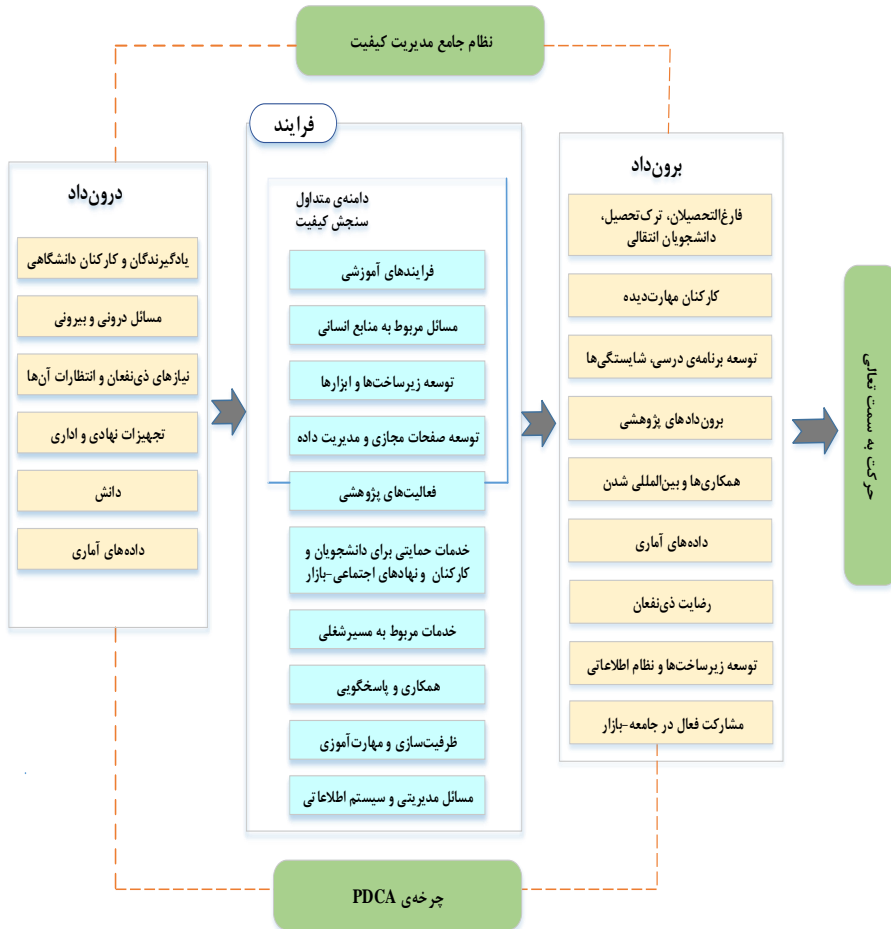 نظام جامع مدیریت کیفیت
درون‌داد
یادگیرندگان و کارکنان دانشگاهی
مسائل درونی و بیرونی
نیازهای ذی‌نفعان و انتظارات آن‌ها
تجهیزات نهادی و اداری
دانش
داده‌های آماری
فرایند
دامنه‌ی متداول
سنجش کیفیت
فرایندهای آموزشی
مسائل مربوط به منابع انسانی
توسعه زیرساخت‌ها و ابزارها
توسعه صفحات مجازی و مدیریت داده
فعالیت‌های پژوهشی
خدمات حمایتی برای دانشجویان و
کارکنان و نهادهای اجتماعی-بازار
خدمات مربوط به مسیرشغلی
همکاری و پاسخگویی
ظرفیت‌سازی و مهارت‌آموزی
مسائل مدیریتی و سیستم اطلاعاتی
برون‌داد
فارغ‌التحصیلان، ترک‌تحصیل،
دانشجویان انتقالی
کارکنان مهارت‌دیده
توسعه برنامه‌ی درسی، شایستگی‌ها
برون‌دادهای پژوهشی
همکاری‌ها و بین‌المللی شدن
داده‌های آماری
رضایت ذی‌نفعان
توسعه زیرساخت‌ها و نظام اطلاعاتی
مشارکت فعال در جامعه-بازار
حرکت به سمت تعالی
چرخه‌ی PDCA